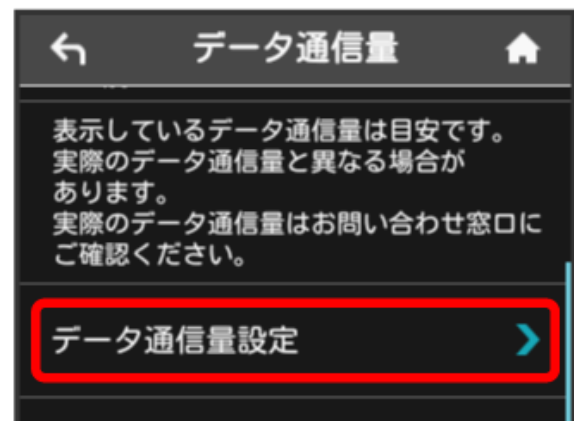 データ通信量
表示しているデータ通信量は目安です。
実際のデータ通信量と異なる場合が
あります。
実際のデータ通信量はお問い合わせ窓口に
ご確認ください。
データ通信量設定